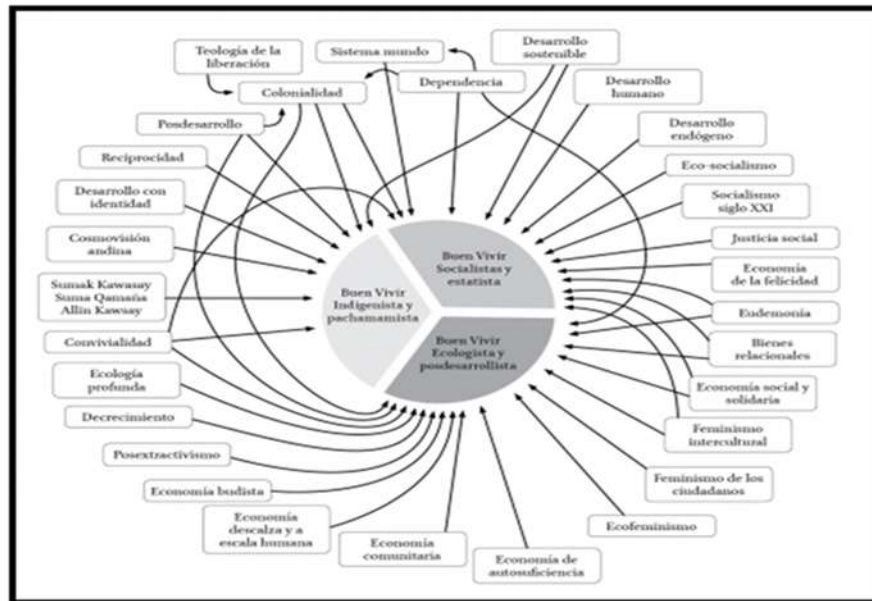 Teología de la
liberación
Sistema mundo
Desarrollo
sostenible
Colonialidad
Dependencia
Desarrollo
humano
Posdesarrollo
Desarrollo
endógeno
Reciprocidad
Eco-socialismo
Desarrollo con
identidad
Socialismo
siglo XXI
Cosmovisión
andina
Justicia social
Buen Vivir
Socialistas y
estatista
Economía
de la felicidad
Sumak Kawasay
Suma Qamaña
Allin Kawsay
Buen Vivir
Indigenista y
pachamamista
Eudemonía
Convivialidad
Buen Vivir
Ecologista y
posdesarrollista
Bienes
relacionales
Ecología
profunda
Economía social y
solidaria
Decrecimiento
Feminismo
intercultural
Posextractivismo
Feminismo de los
ciudadanos
Economía budista
Economía
descalza y a
escala humana
Ecofeminismo
Economía
comunitaria
Economía de
autosuficiencia